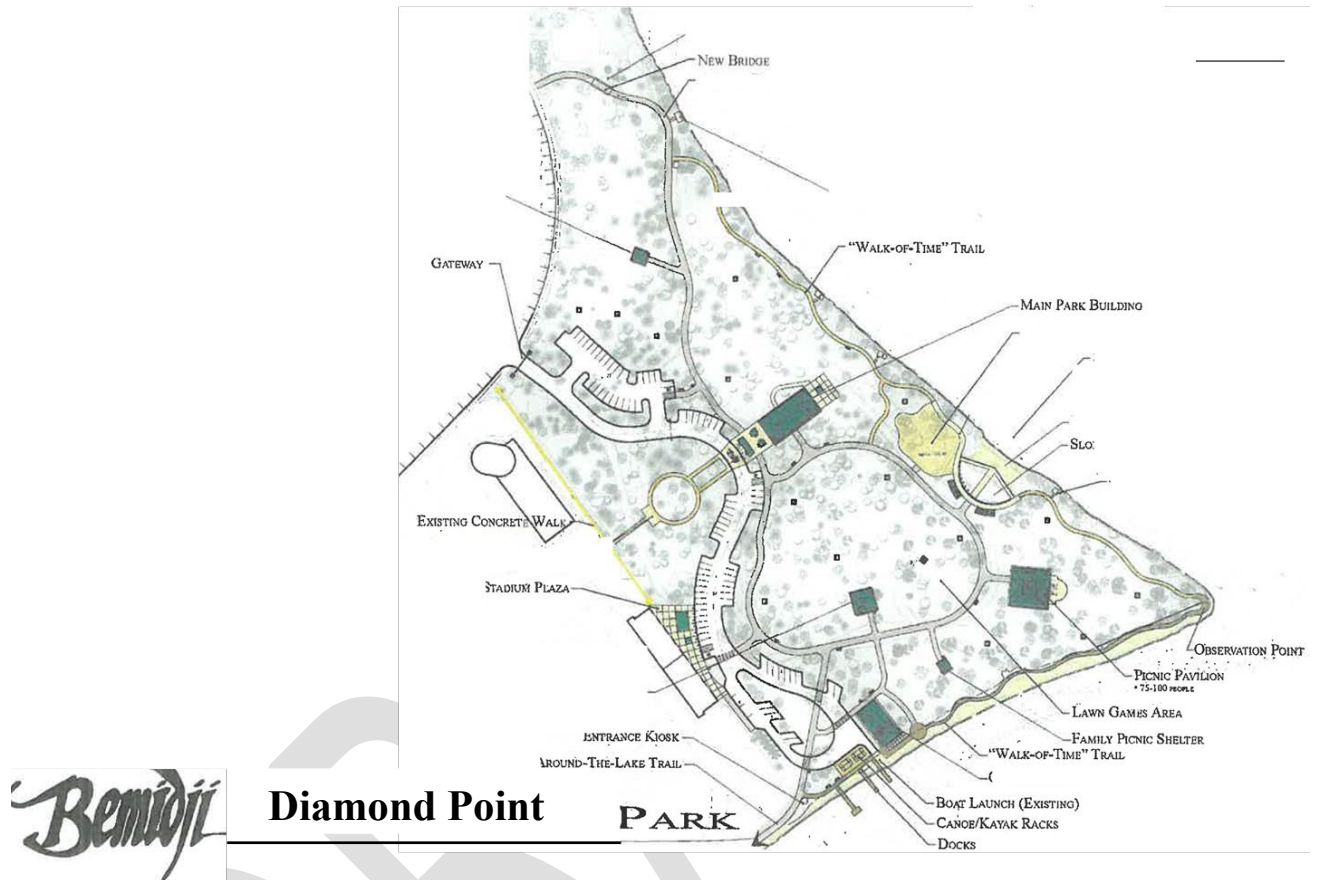 NEW BRIDGE
"WALK-OF-TIME" TRAIL
GATEWAY
MAIN PARK BUILDING
SLO
EXISTING CONCRETE WALK
STADIUM PLAZA
OBSERVATION POINT
PICNIC PAVILION
* 75-100 PEOPLE
LAWN GAMES AREA
ENTRANCE KIOSK
FAMILY PICNIC SHELTER
"WALK-OF-TIME" TRAIL
AROUND-THE-LAKE TRAIL
BOAT LAUNCH (EXISTING)
CANOE/KAYAK RACKS
DOCKS
Bemidji
Diamond Point
PARK